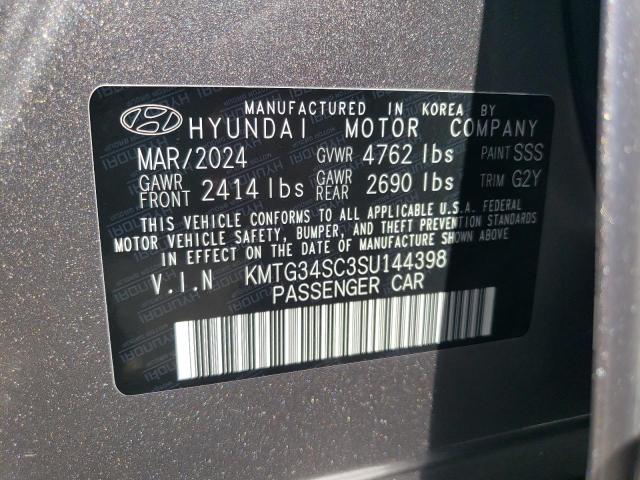 MANUFACTURED IN KOREA BY
HYUNDAI MOTOR COMPANY
MAR/2024 GVWR 4762 lbs PAINT SSS
GAWR FRONT 2414 lbs GAWR REAR 2690 lbs TRIM G2Y
THIS VEHICLE CONFORMS TO ALL APPLICABLE U.S.A. FEDERAL
MOTOR VEHICLE SAFETY, BUMPER, AND THEFT PREVENTION STANDARDS
IN EFFECT ON THE DATE OF MANUFACTURE SHOWN ABOVE
V.I.N KMTG34SC3SU144398
PASSENGER CAR